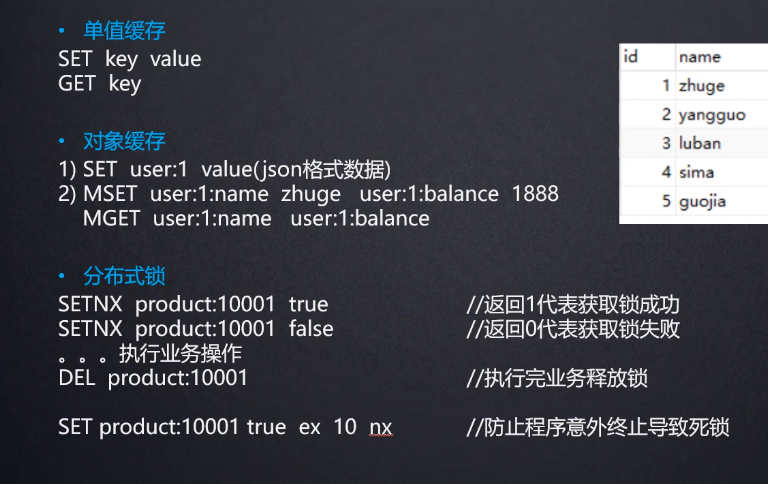 • 单值缓存
SET key value
GET key
• 对象缓存
1) SET user:1 value(json格式数据)
2) MSET user:1:name zhuge user:1:balance 1888
MGET user:1:name user:1:balance
• 分布式锁
SETNX product:10001 true //返回1代表获取锁成功
SETNX product:10001 false //返回0代表获取锁失败
。。。执行业务操作
DEL product:10001 //执行完业务释放锁
SET product:10001 true ex 10 nx //防止程序意外终止导致死锁
id name
1 zhuge
2 yangguo
3 luban
4 sima
5 guojia